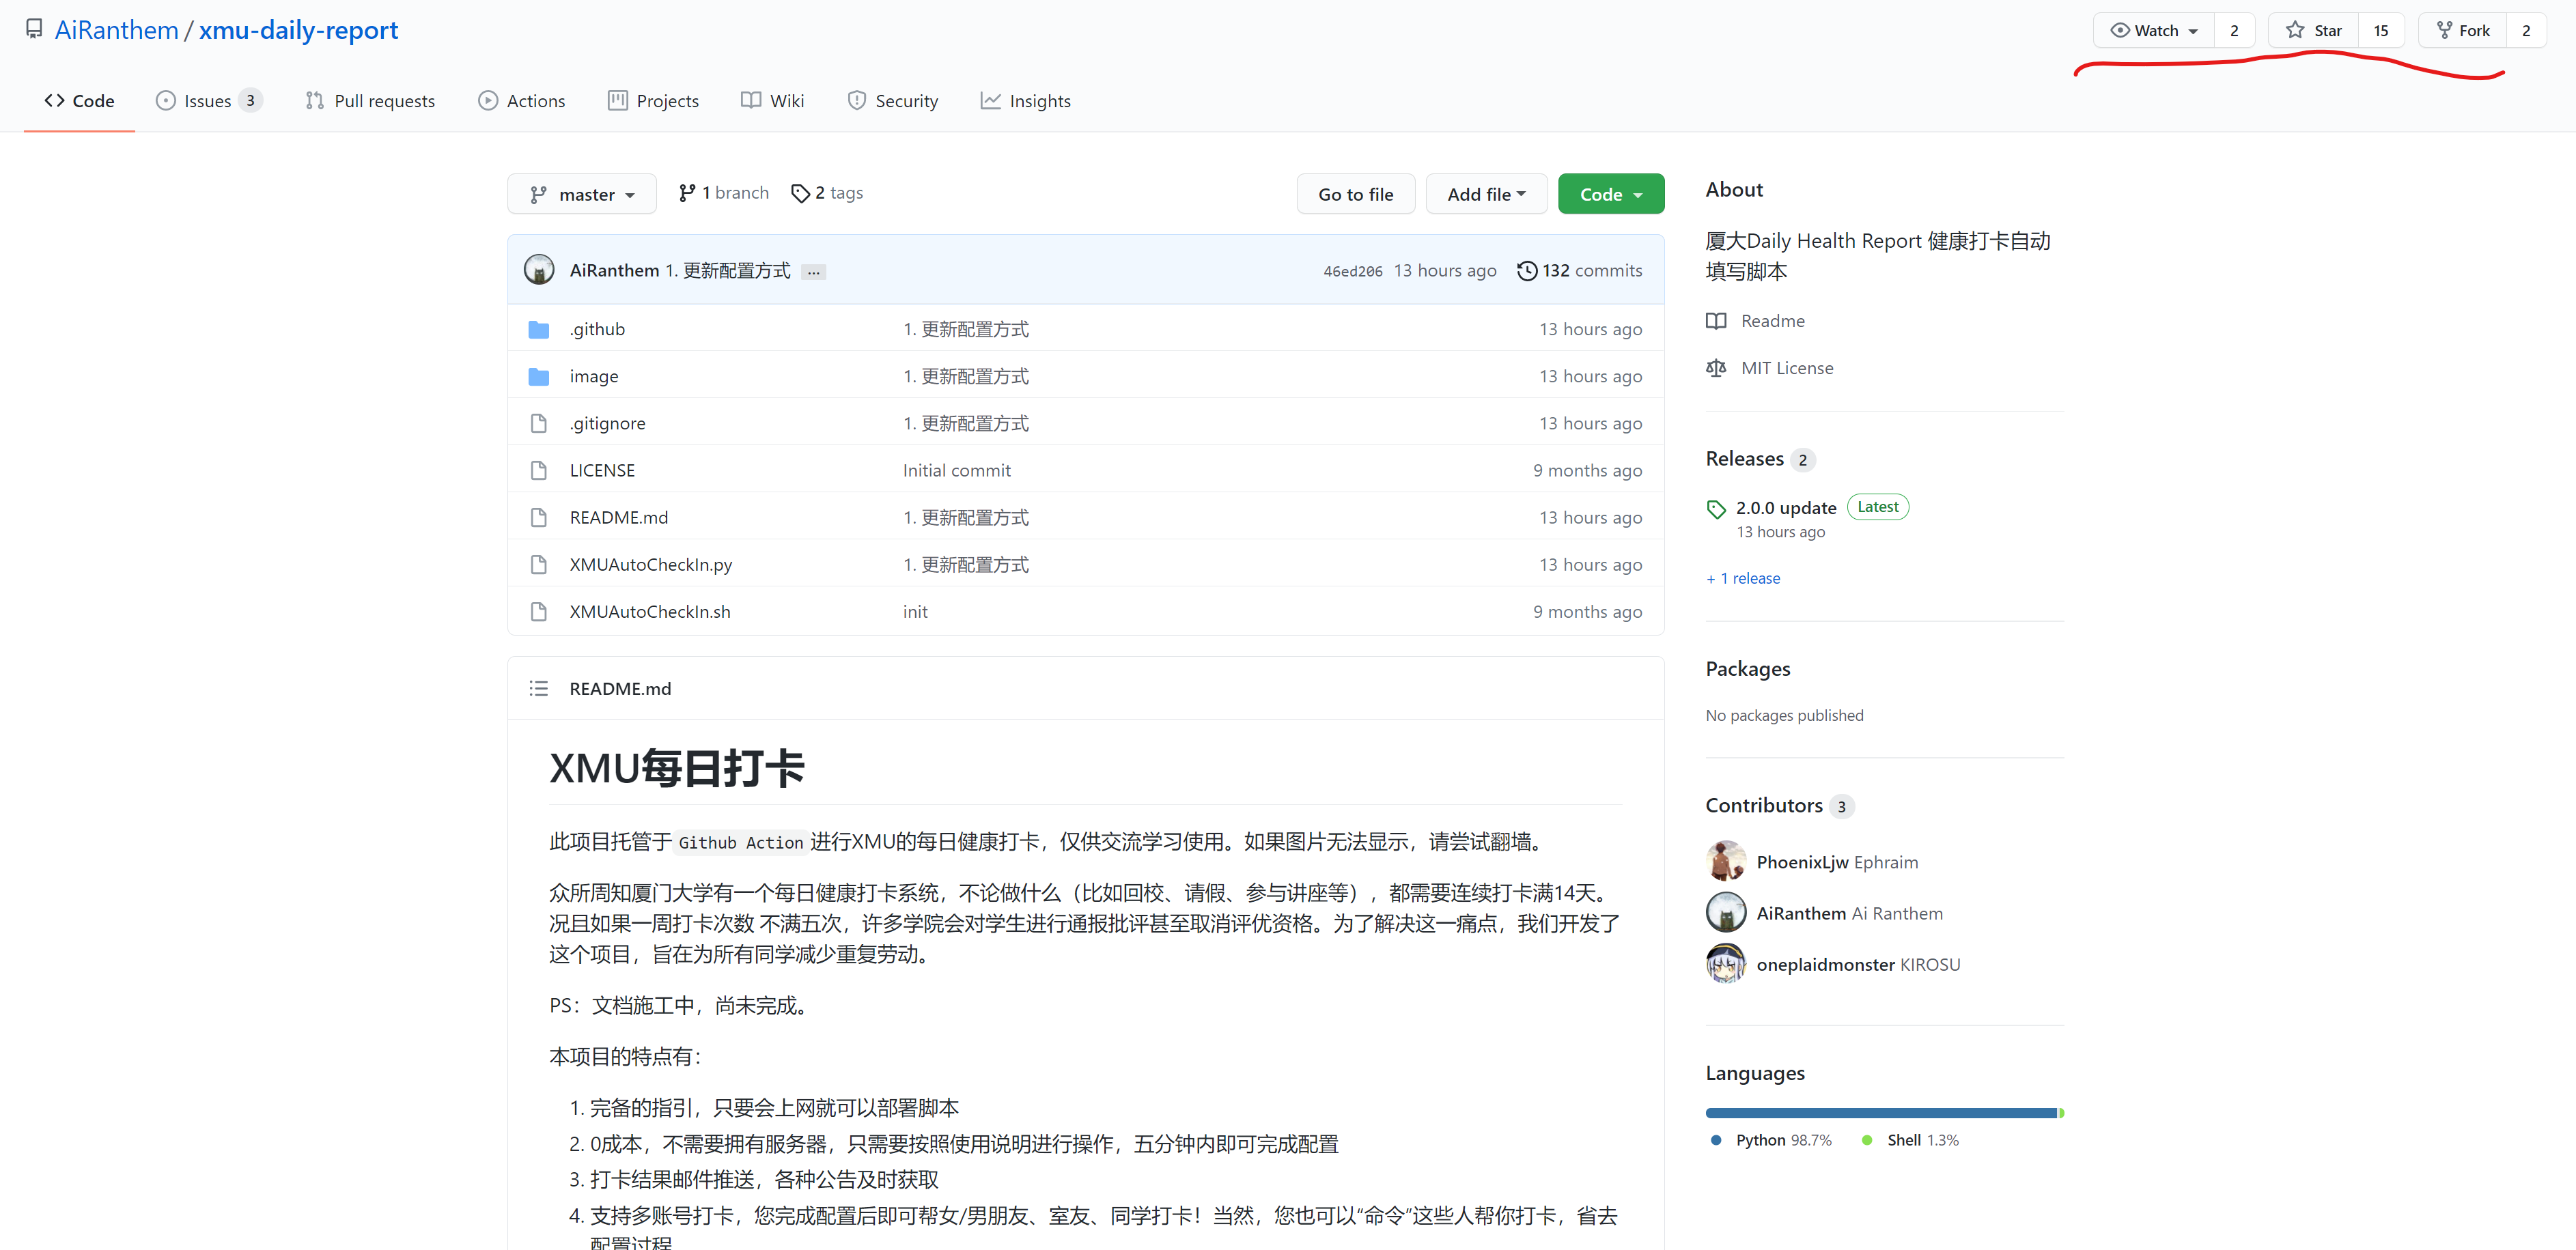 AiRanthem / xmu-daily-report
Watch 2 Star 15 Fork 2
Code Issues 3 Pull requests Actions Projects Wiki Security Insights
master 1 branch 2 tags Go to file Add file Code
AiRanthem 1. 更新配置方式 ... 46ed206 13 hours ago 132 commits
.github 1. 更新配置方式 13 hours ago
image 1. 更新配置方式 13 hours ago
.gitignore 1. 更新配置方式 13 hours ago
LICENSE Initial commit 9 months ago
README.md 1. 更新配置方式 13 hours ago
XMUAutoCheckIn.py 1. 更新配置方式 13 hours ago
XMUAutoCheckIn.sh init 9 months ago
README.md
XMU每日打卡
此项目托管于 Github Action 进行XMU的每日健康打卡，仅供交流学习使用。如果图片无法显示，请尝试翻墙。
众所周知厦门大学有一个每日健康打卡系统，不论做什么（比如回校、请假、参与讲座等），都需要连续打卡满14天。
况且如果一周打卡次数 不满五次，许多学院会对学生进行通报批评甚至取消评优资格。为了解决这一痛点，我们开发了
这个项目，旨在为所有同学减少重复劳动。
PS：文档施工中，尚未完成。
本项目的特点有：
1. 完备的指引，只要会上网就可以部署脚本
2. 0成本，不需要拥有服务器，只需要按照使用说明进行操作，五分钟内即可完成配置
3. 打卡结果邮件推送，各种公告及时获取
4. 支持多账号打卡，您完成配置后即可帮女/男朋友、室友、同学打卡！当然，您也可以“命令”这些人帮你打卡，省去
配置过程
About
厦大Daily Health Report 健康打卡自动
填写脚本
Readme
MIT License
Releases 2
2.0.0 update Latest
13 hours ago
+ 1 release
Packages
No packages published
Contributors 3
PhoenixLjw Ephraim
AiRanthem Ai Ranthem
oneplaidmonster KIROSU
Languages
Python 98.7% Shell 1.3%